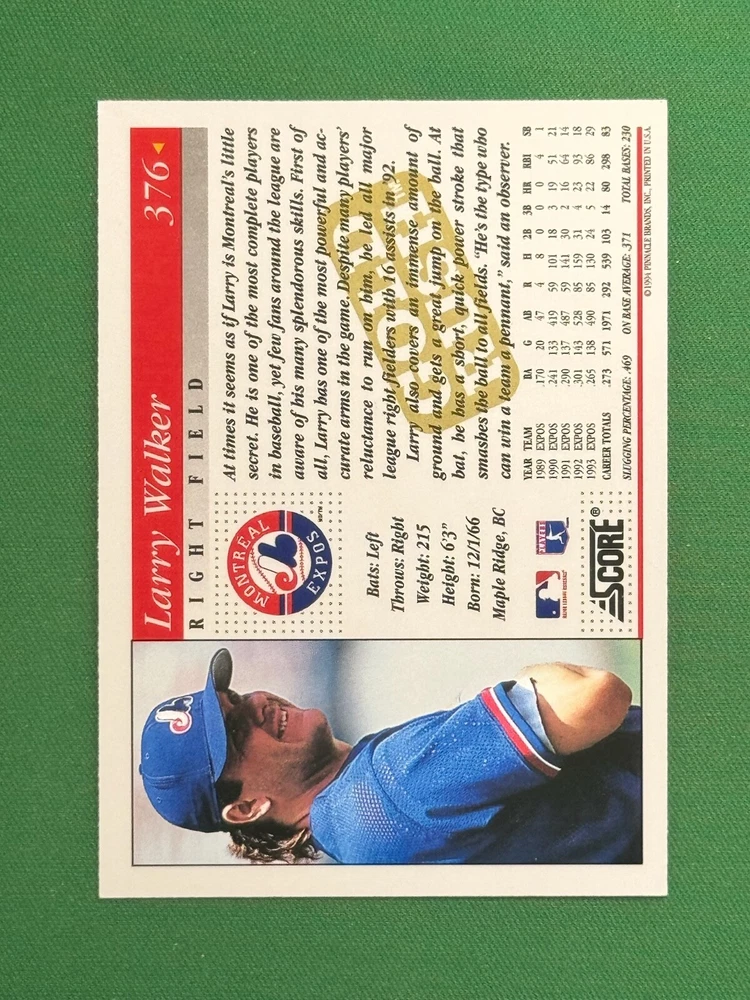 Larry Walker 376
RIGHT FIELD
MONTRÉAL
EXPOS
Bats: Left
Throws: Right
Weight: 215
Height: 6'3"
Born: 12/1/66
Maple Ridge, BC
PLAYERS
SCORE®
At times it seems as if Larry is Montreal's little
secret. He is one of the most complete players
in baseball, yet few fans around the league are
aware of his many splendorous skills. First of
all, Larry has one of the most powerful and ac-
curate arms in the game. Despite many players'
reluctance to run on him, he led all major
league right fielders with 16 assists in '92.
Larry also covers an immense amount of
ground and gets a great jump on the ball. At
bat, he has a short, quick power stroke that
smashes the ball to all fields. "He's the type who
can win a team a pennant," said an observer.
GOLD
RUSH
YEAR TEAM BA G AB R H 2B 3B HR RBI SB
1989 EXPOS .170 20 47 4 8 0 0 0 4 1
1990 EXPOS .241 133 419 59 101 18 3 19 51 21
1991 EXPOS .290 137 487 59 141 30 2 16 64 14
1992 EXPOS .301 143 528 85 159 31 4 23 93 18
1993 EXPOS .265 138 490 85 130 24 5 22 86 29
CAREER TOTALS .273 571 1971 292 539 103 14 80 298 83
SLUGGING PERCENTAGE: .469 ON BASE AVERAGE: .371 TOTAL BASES: 230
© 1994 PINNACLE BRANDS, INC., PRINTED IN U.S.A.